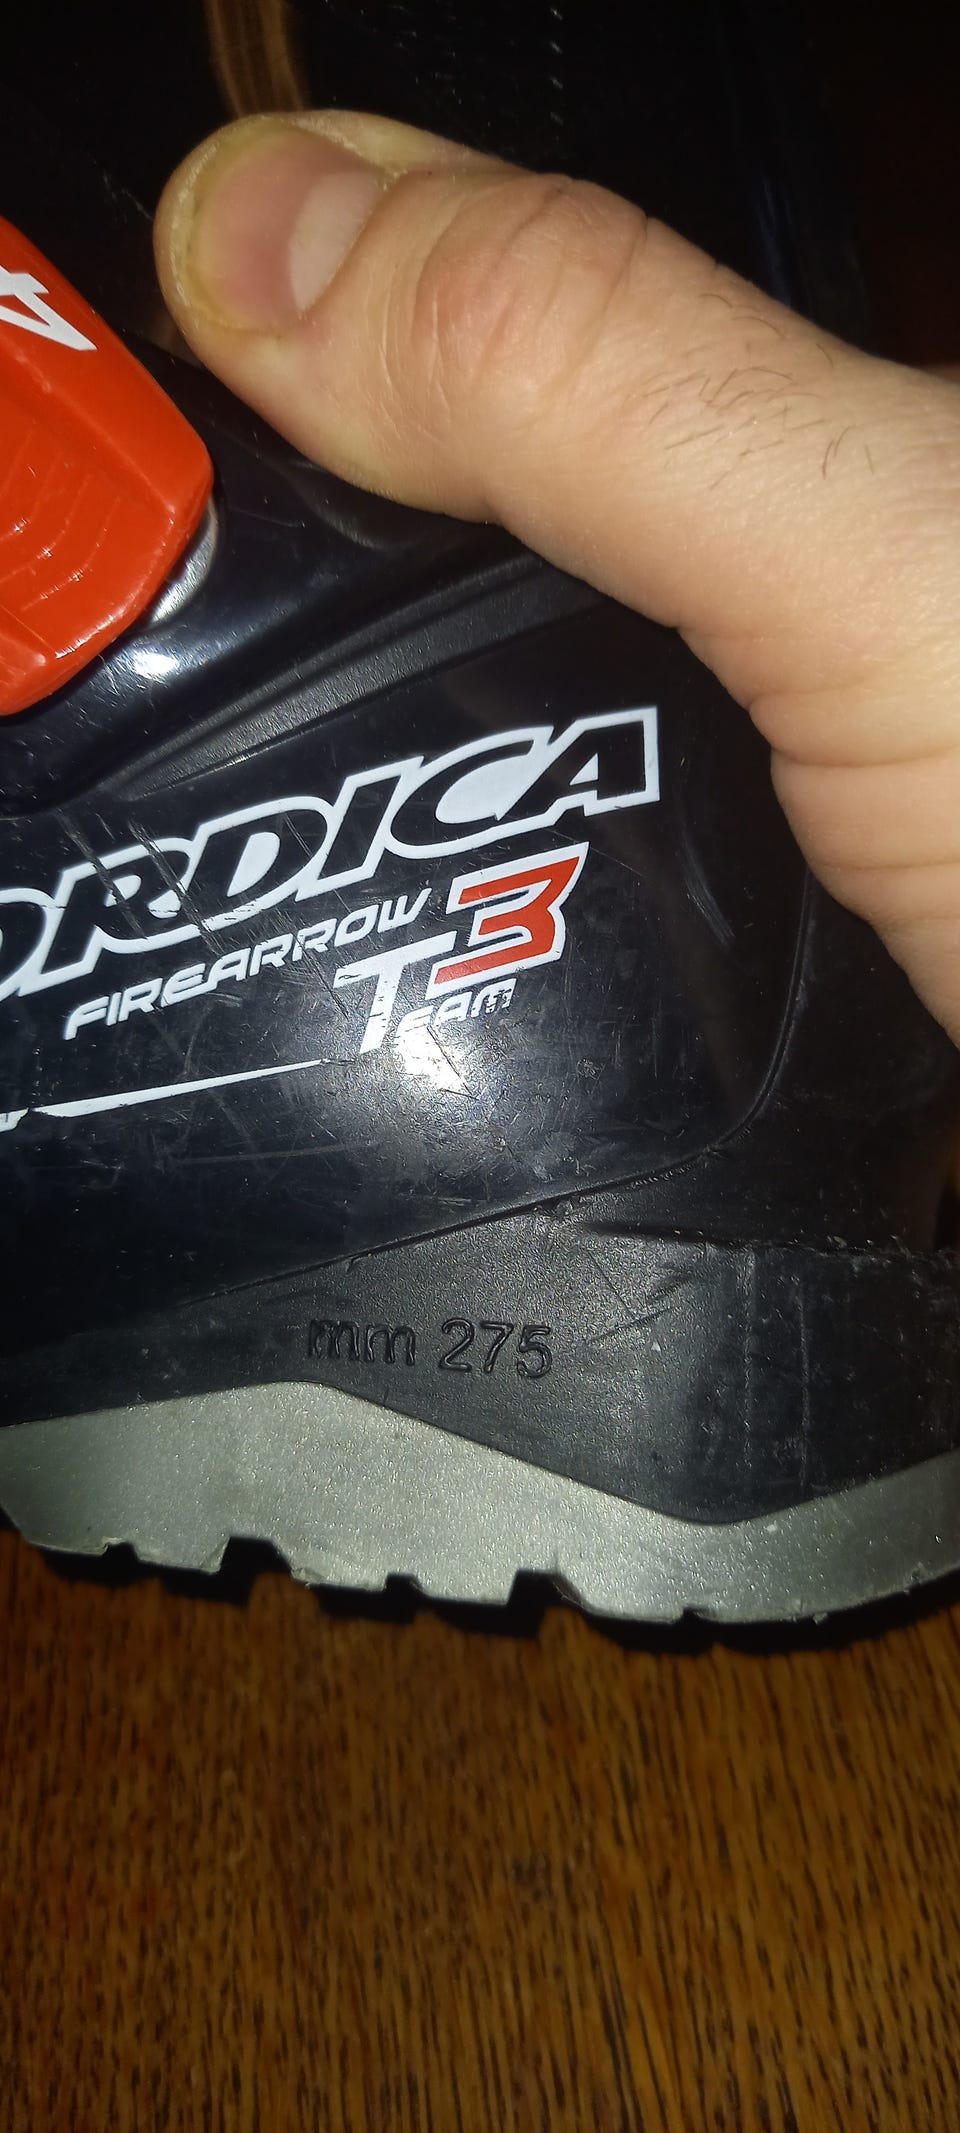 ORDICA
FIREARROW
TEAM 3
mm 275